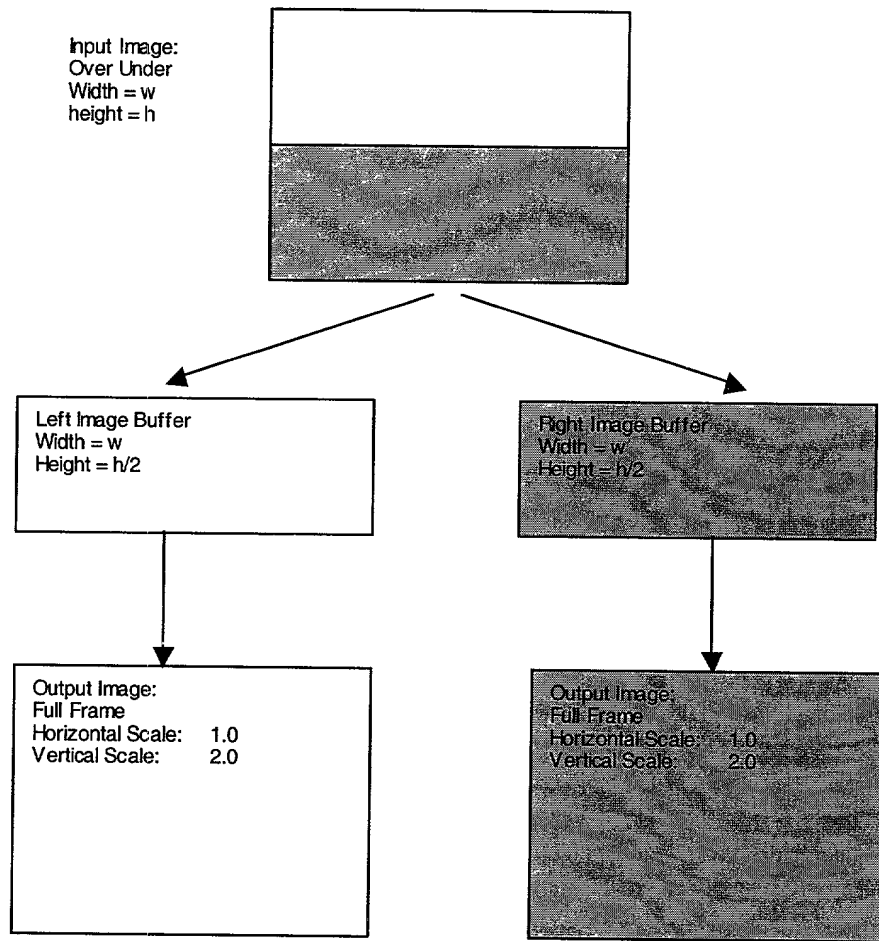 Input Image:
Over Under
Width = w
height = h
Left Image Buffer
Width = w
Height = h/2
Right Image Buffer
Width = w
Height = h/2
Output Image:
Full Frame
Horizontal Scale: 1.0
Vertical Scale: 2.0
Output Image:
Full Frame
Horizontal Scale: 1.0
Vertical Scale: 2.0